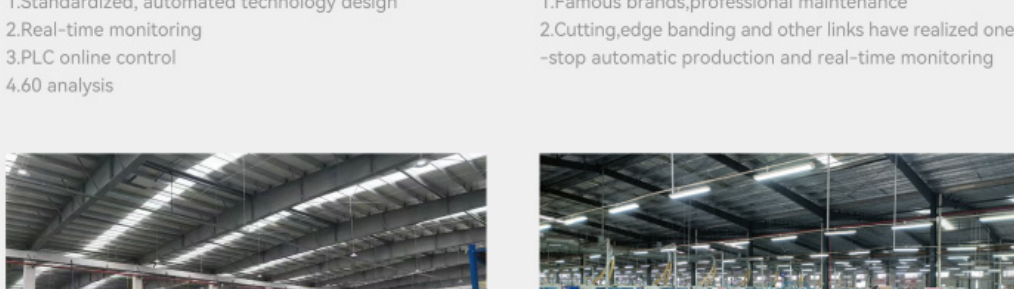 1.Standardized, automated technology design
2.Real-time monitoring
3.PLC online control
4.60 analysis
1.Famous brands,professional maintenance
2.Cutting,edge banding and other links have realized one
-stop automatic production and real-time monitoring